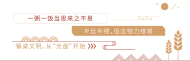 一粥一饭当思来之不易
半丝半缕,恒念物力维艰
餐桌文明,从“光盘”开始